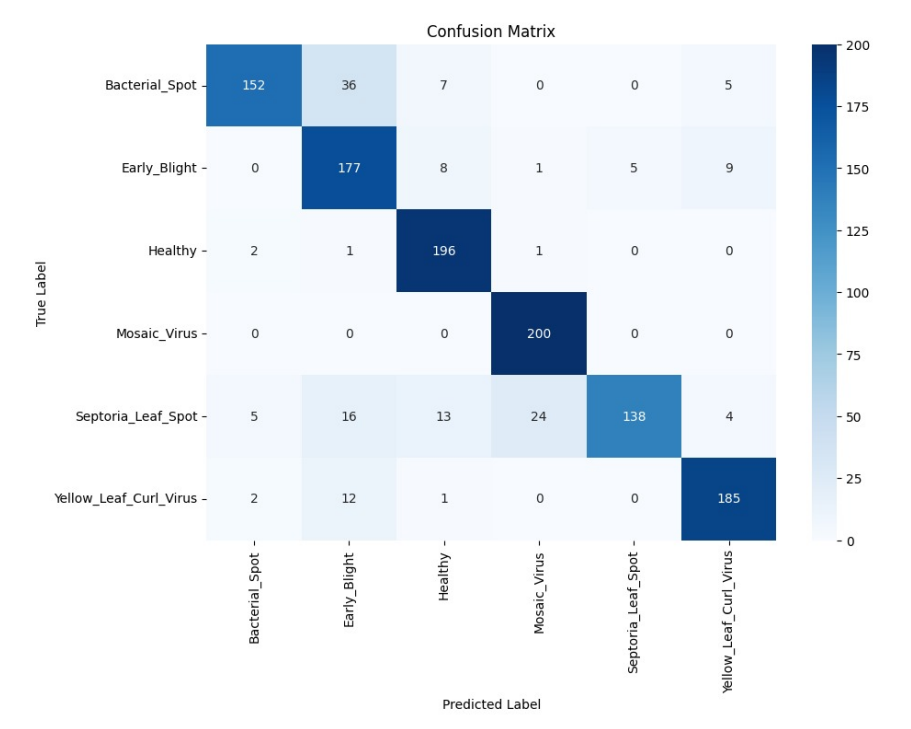 Confusion Matrix
Bacterial_Spot 152 36 7 0 0 5
Early_Blight 0 177 8 1 5 9
Healthy 2 1 196 1 0 0
Mosaic_Virus 0 0 0 200 0 0
Septoria_Leaf_Spot 5 16 13 24 138 4
Yellow_Leaf_Curl_Virus 2 12 1 0 0 185
True Label
Bacterial_Spot
Early_Blight
Healthy
Mosaic_Virus
Septoria_Leaf_Spot
Yellow_Leaf_Curl_Virus
Predicted Label
200
175
150
125
100
75
50
25
0